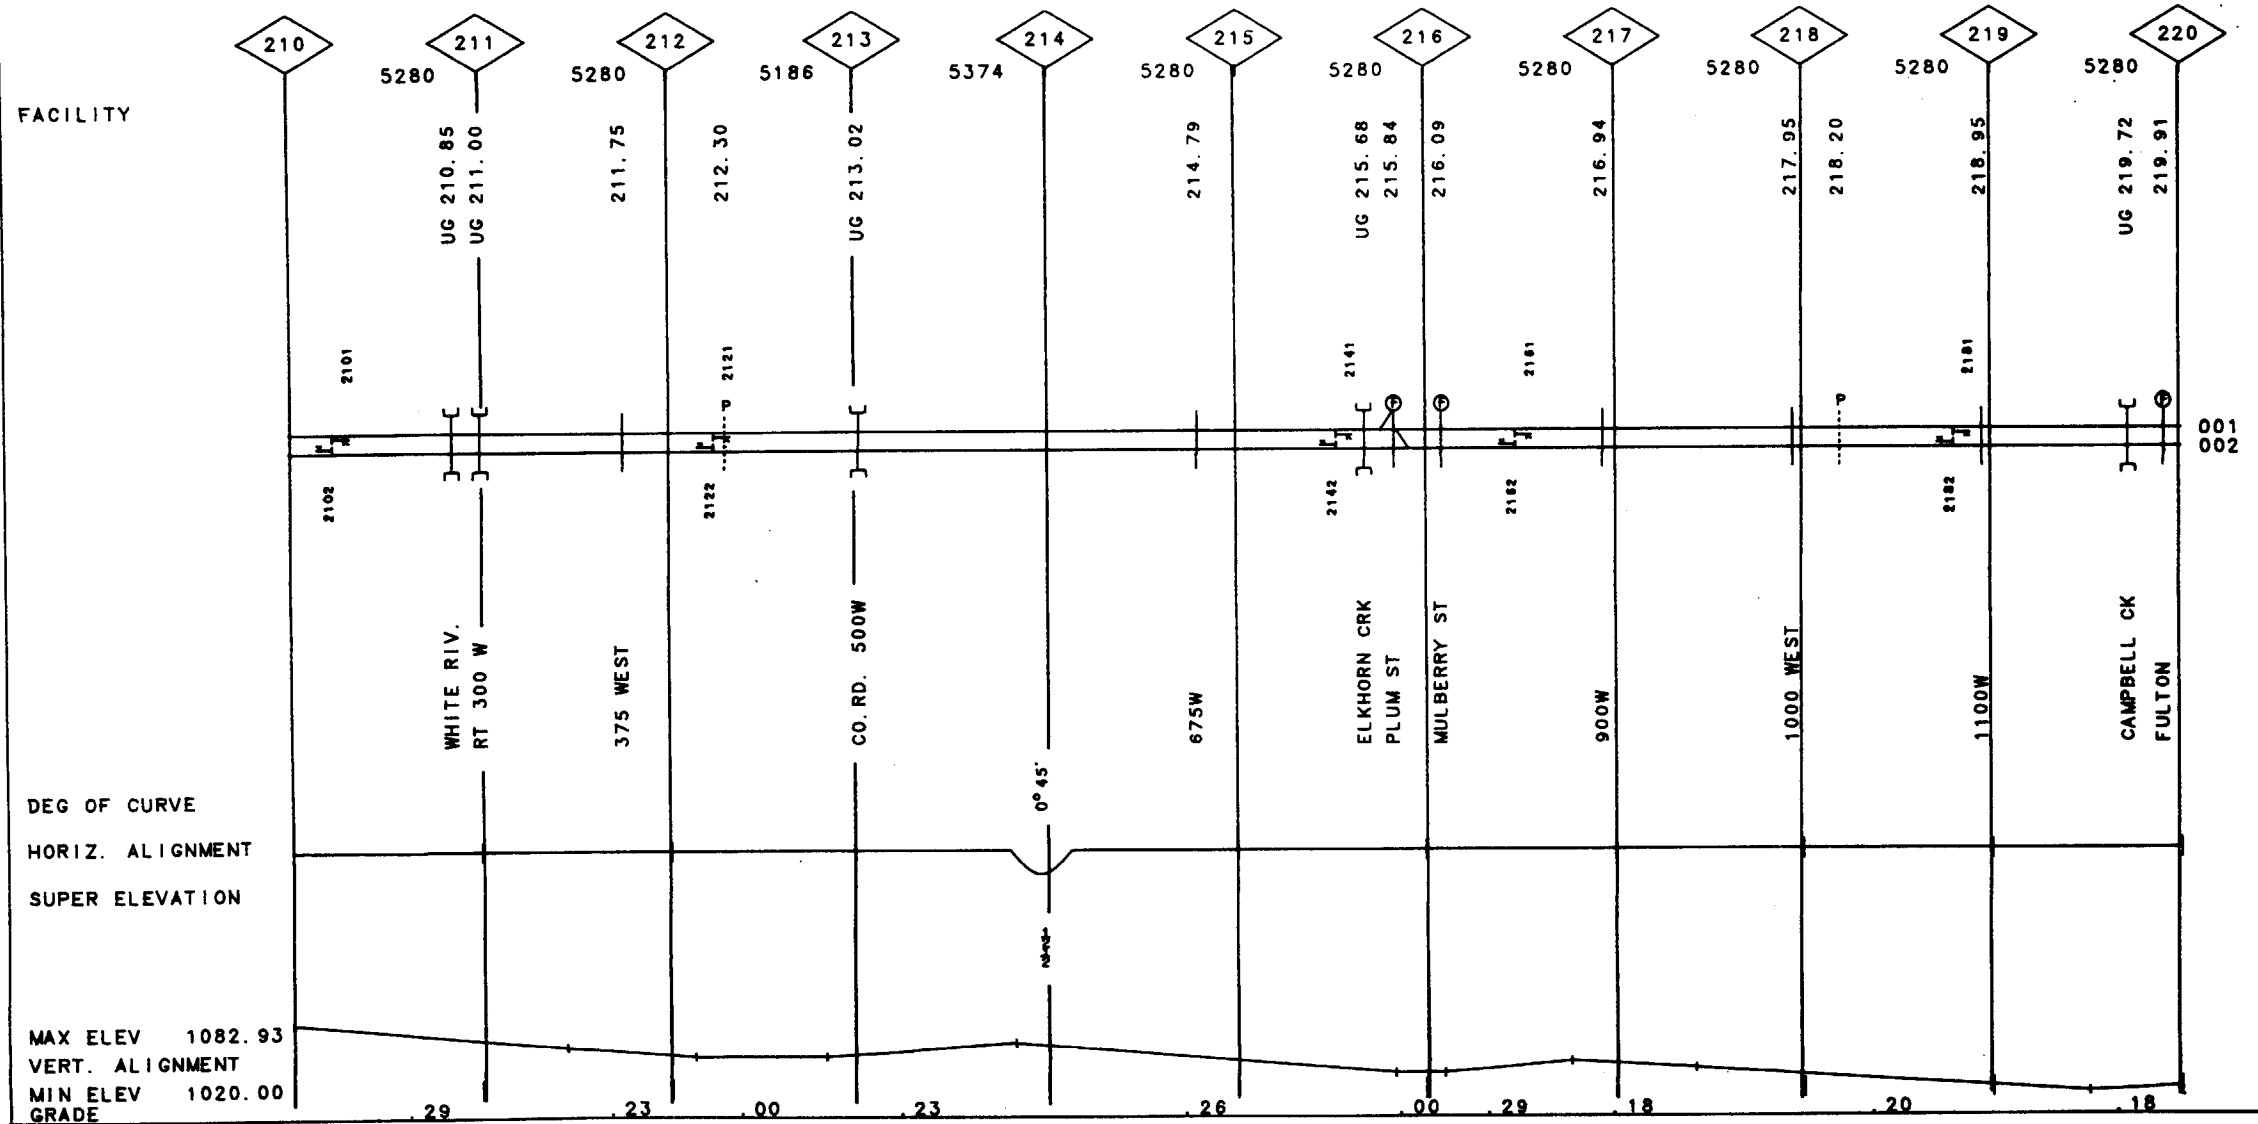 210 211 212 213 214 215 216 217 218 219 220
5280 5280 5186 5374 5280 5280 5280 5280 5280 5280
FACILITY
UG 210.85
UG 211.00
211.75
212.30
UG 213.02
214.79
UG 215.68
215.84
216.09
216.94
217.95
218.20
218.95
UG 219.72
219.91
2101
2121
2141
2161
2181
P
P
P
001
002
2102
2122
2142
2162
2182
WHITE RIV.
RT 300 W
375 WEST
CO.RD. 500W
675W
ELKHORN CRK
PLUM ST
MULBERRY ST
900W
1000 WEST
1100W
CAMPBELL CK
FULTON
DEG OF CURVE
0°45'
HORIZ. ALIGNMENT
SUPER ELEVATION
MAX ELEV 1082.93
VERT. ALIGNMENT
MIN ELEV 1020.00
GRADE .29 .23 .00 .23 .26 .00 .29 .18 .20 .18